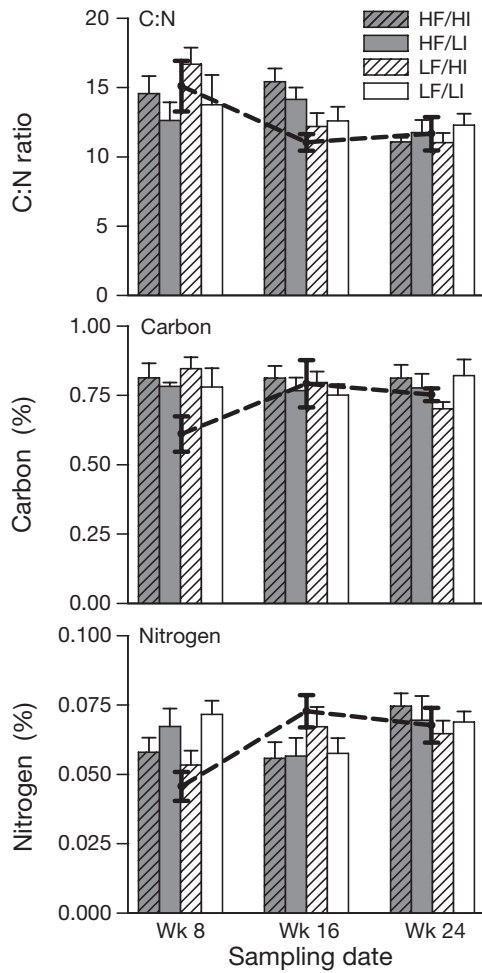 C:N
HF/HI
HF/LI
LF/HI
LF/LI
20
15
10
5
0
C:N ratio
Carbon
1.00
0.75
0.50
0.25
0.00
Carbon (%)
Nitrogen
0.100
0.075
0.050
0.025
0.000
Nitrogen (%)
Wk 8 Wk 16 Wk 24
Sampling date